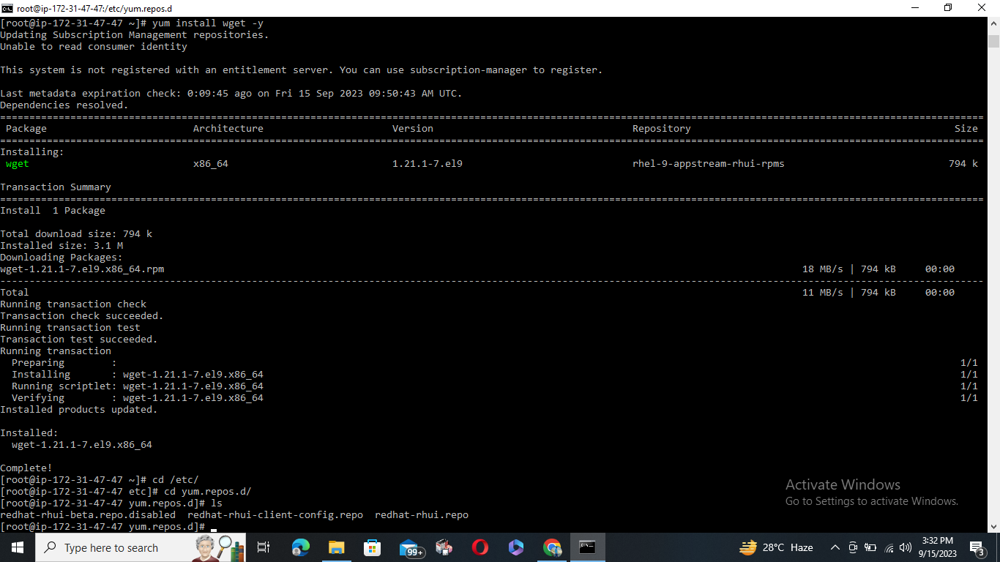 root@ip-172-31-47-47:/etc/yum.repos.d
[root@ip-172-31-47-47 ~]# yum install wget -y
Updating Subscription Management repositories.
Unable to read consumer identity
This system is not registered with an entitlement server. You can use subscription-manager to register.
Last metadata expiration check: 0:09:45 ago on Fri 15 Sep 2023 09:50:43 AM UTC.
Dependencies resolved.
Package Architecture Version Repository Size
Installing:
wget x86_64 1.21.1-7.el9 rhel-9-appstream-rhui-rpms 794 k
Transaction Summary
Install 1 Package
Total download size: 794 k
Installed size: 3.1 M
Downloading Packages:
wget-1.21.1-7.el9.x86_64.rpm 18 MB/s | 794 kB 00:00
Total 11 MB/s | 794 kB 00:00
Running transaction check
Transaction check succeeded.
Running transaction test
Transaction test succeeded.
Running transaction
Preparing : 1/1
Installing : wget-1.21.1-7.el9.x86_64 1/1
Running scriptlet: wget-1.21.1-7.el9.x86_64 1/1
Verifying : wget-1.21.1-7.el9.x86_64 1/1
Installed products updated.
Installed:
wget-1.21.1-7.el9.x86_64
Complete!
[root@ip-172-31-47-47 ~]# cd /etc/
[root@ip-172-31-47-47 etc]# cd yum.repos.d/
[root@ip-172-31-47-47 yum.repos.d]# ls
redhat-rhui-beta.repo.disabled redhat-rhui-client-config.repo redhat-rhui.repo
[root@ip-172-31-47-47 yum.repos.d]#
Activate Windows
Go to Settings to activate Windows.
Type here to search
99+
28°C Haze
3:32 PM
9/15/2023
3